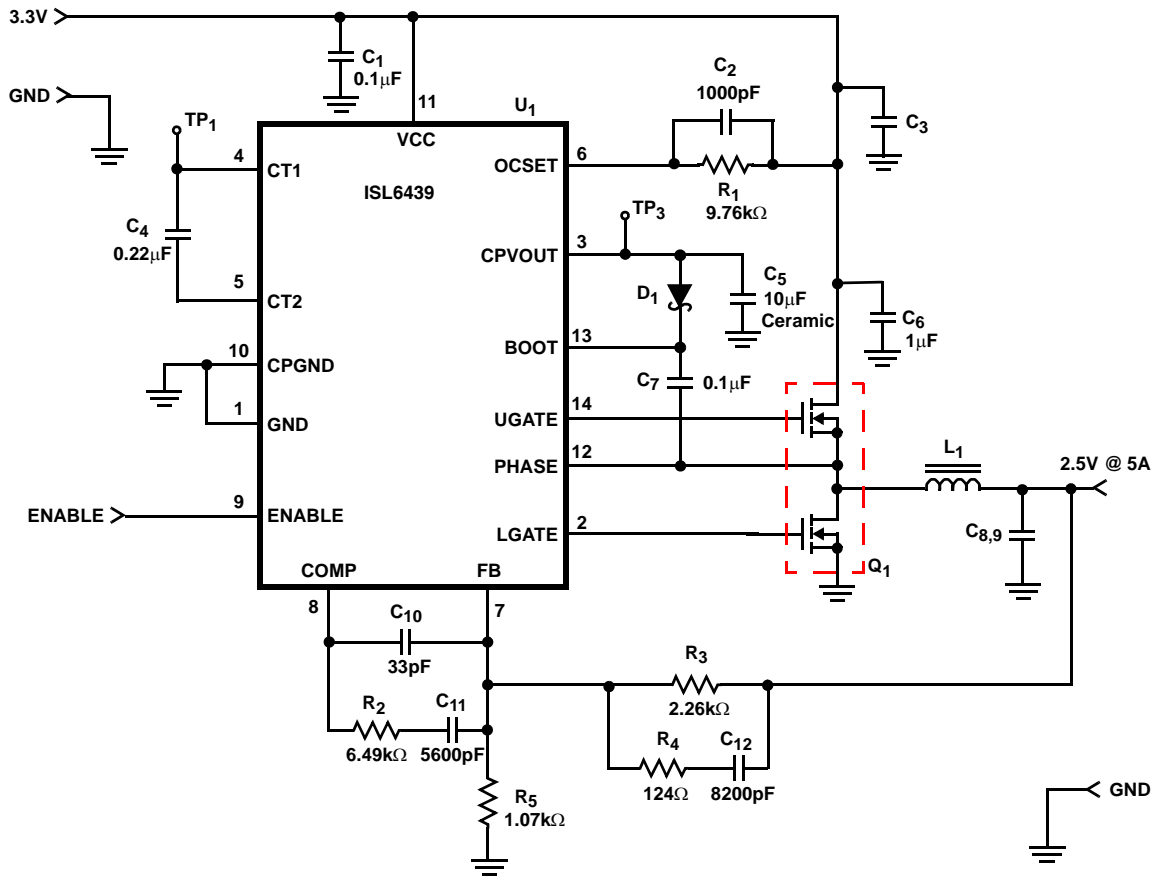 3.3V
C1
0.1μF
GND
TP1
11
U1
VCC
4
CT1
ISL6439
OCSET
6
C2
1000pF
R1
9.76kΩ
C3
C4
0.22μF
5
CT2
CPVOUT
3
TP3
D1
C5
10μF
Ceramic
C6
1μF
10
CPGND
BOOT
13
C7
0.1μF
1
GND
UGATE
14
PHASE
12
L1
2.5V @ 5A
ENABLE
9
ENABLE
LGATE
2
C8,9
Q1
COMP
FB
8
7
C10
33pF
R2
6.49kΩ
C11
5600pF
R3
2.26kΩ
R4
124Ω
C12
8200pF
R5
1.07kΩ
GND